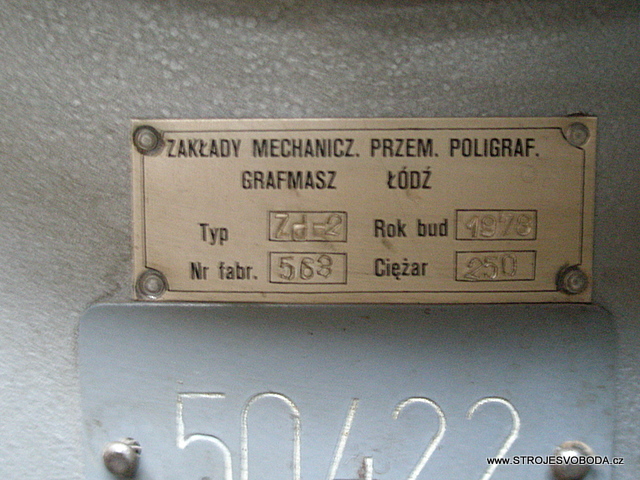 ZAKŁADY MECHANICZ. PRZEM. POLIGRAF.
GRAFMASZ ŁÓDŹ
Typ Zd-2 Rok bud 1979
Nr fabr. 563 Ciężar 250
50422
www.STROJESVOBODA.cz